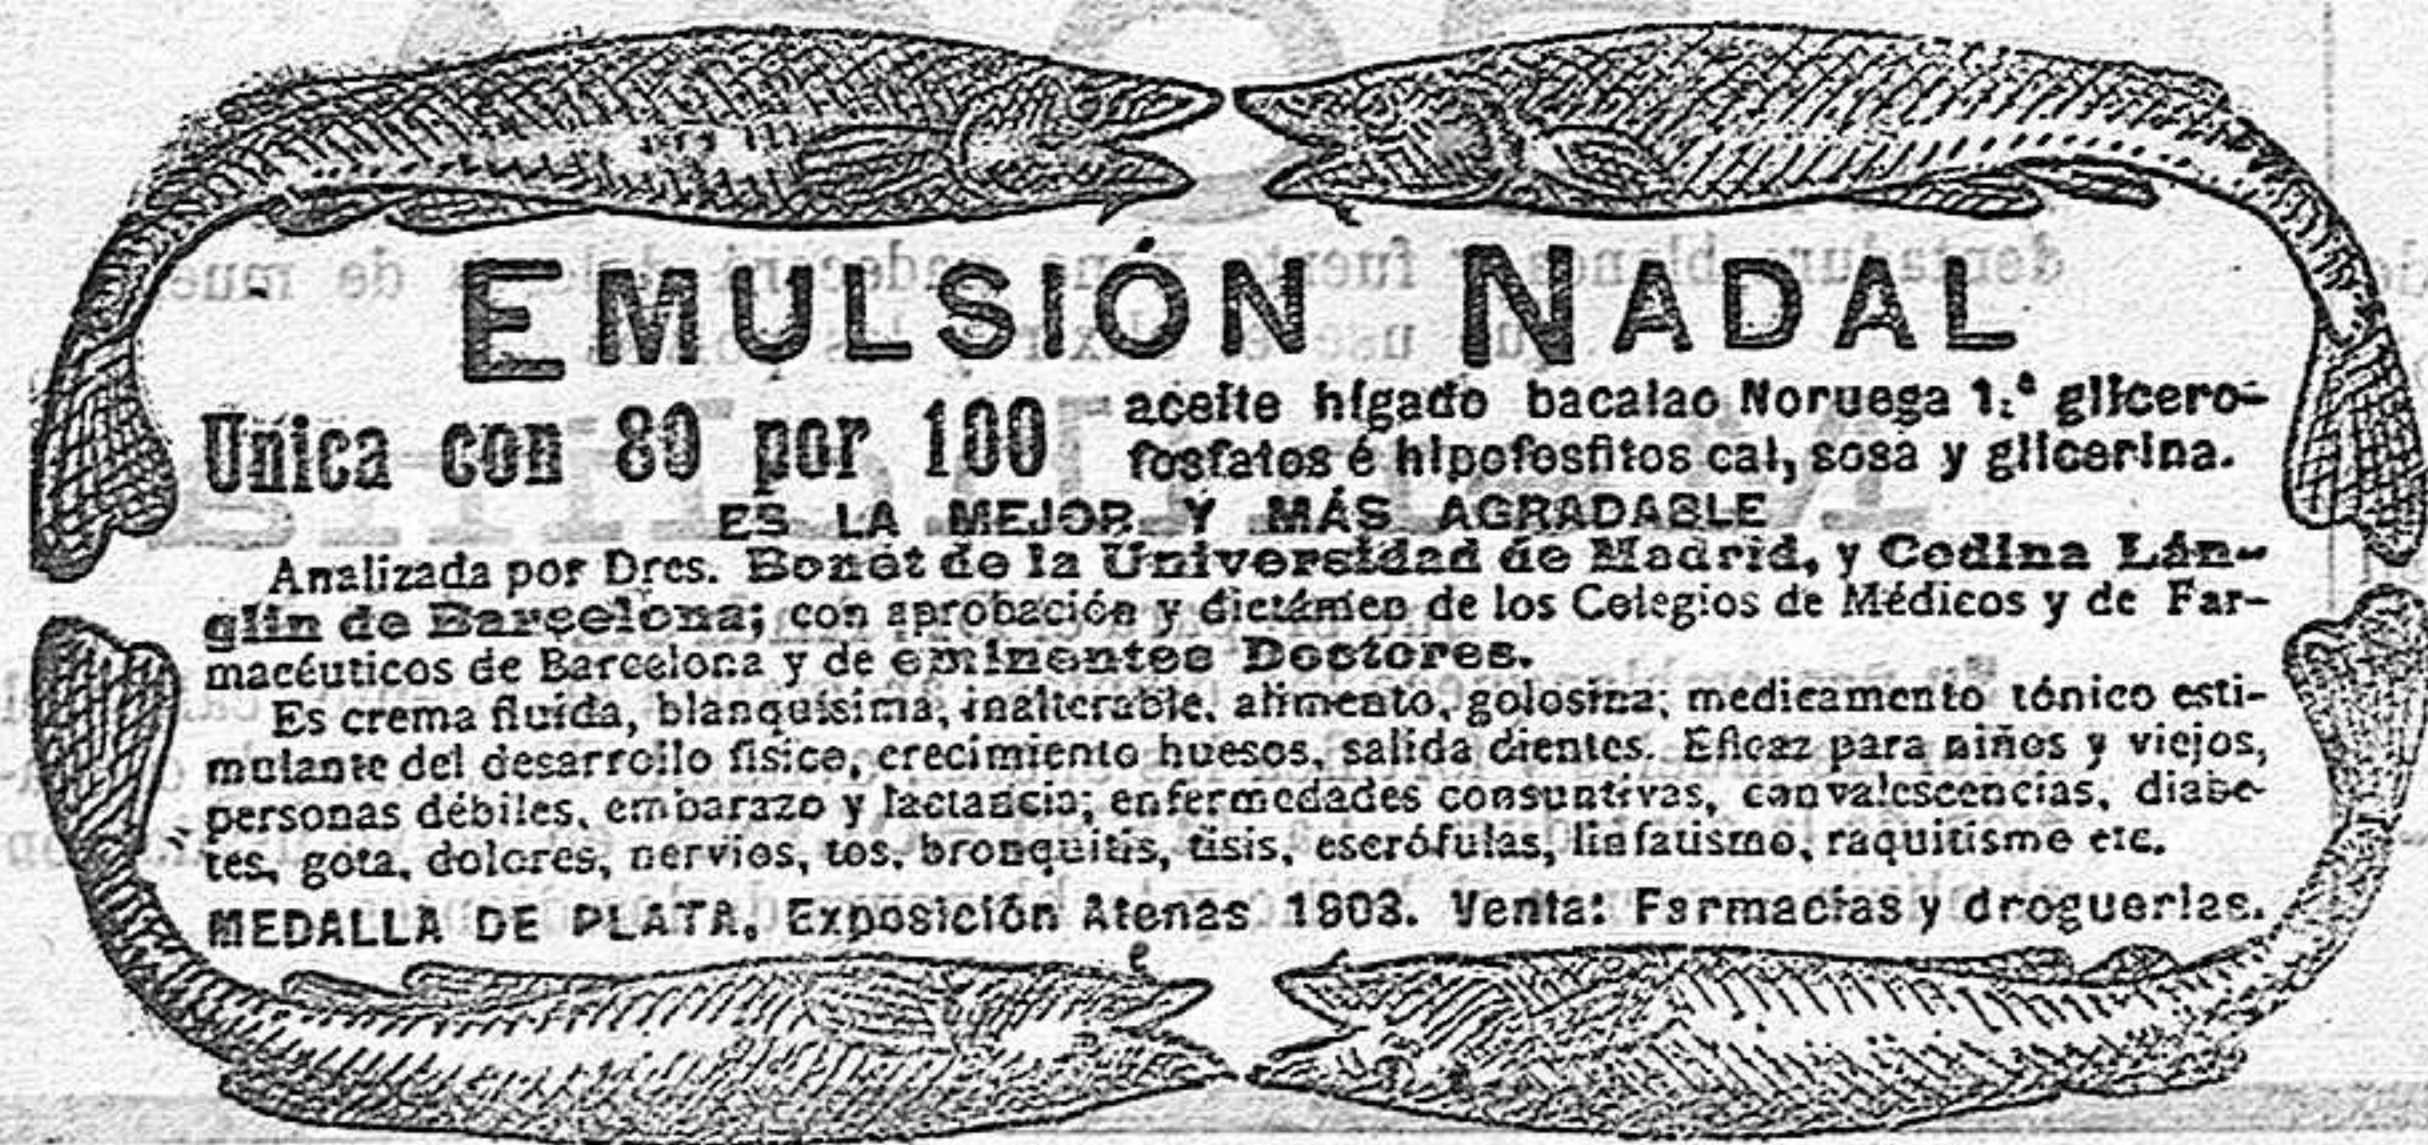 EMULSIÓN NADAL
Única con 80 por 100 aceite hígado bacalao Noruega 1.ª glicero-
fosfatos é hipofosfitos cal, sosa y glicerina.
ES LA MEJOR Y MÁS AGRADABLE
Analizada por Dres. Bonet de la Universidad de Madrid, y Codina Lán-
glin de Barcelona; con aprobación y dictámen de los Colegios de Médicos y de Far-
macéuticos de Barcelona y de eminentes Doctores.
Es crema fluída, blanquísima, inalterable, alimento, golosina; medicamento tónico esti-
mulante del desarrollo físico, crecimiento huesos, salida dientes. Eficaz para niños y viejos,
personas débiles, embarazo y lactancia; enfermedades consuntivas, convalescencias, diabe-
tes, gota, dolores, nervios, tos, bronquitis, tisis, escrófulas, linfatismo, raquitismo etc.
MEDALLA DE PLATA, Exposición Atenas 1903. Venta: Farmacias y droguerías.